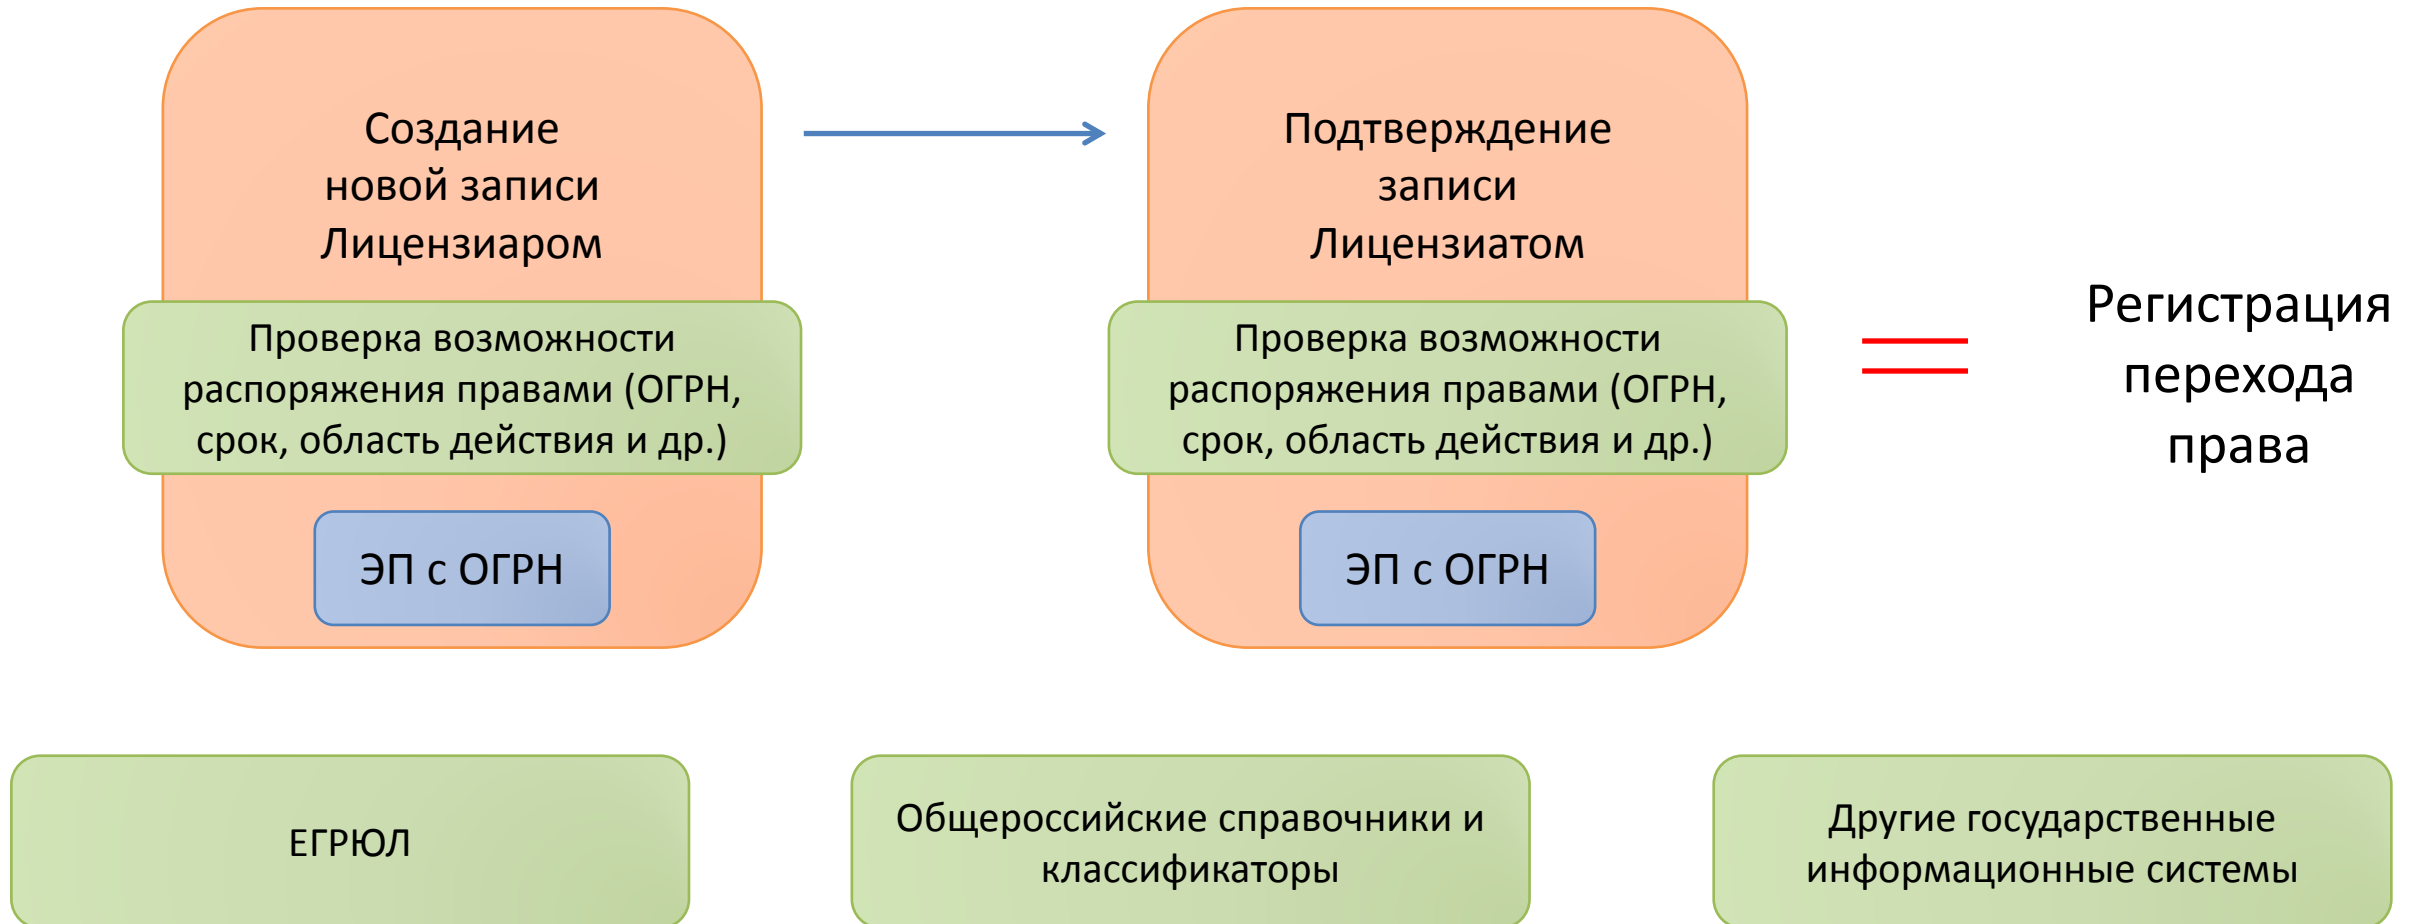 Создание
новой записи
Лицензиаром
Проверка возможности
распоряжения правами (ОГРН,
срок, область действия и др.)
ЭП с ОГРН
Подтверждение
записи
Лицензиатом
Проверка возможности
распоряжения правами (ОГРН,
срок, область действия и др.)
ЭП с ОГРН
Регистрация
перехода
права
ЕГРЮЛ
Общероссийские справочники и
классификаторы
Другие государственные
информационные системы